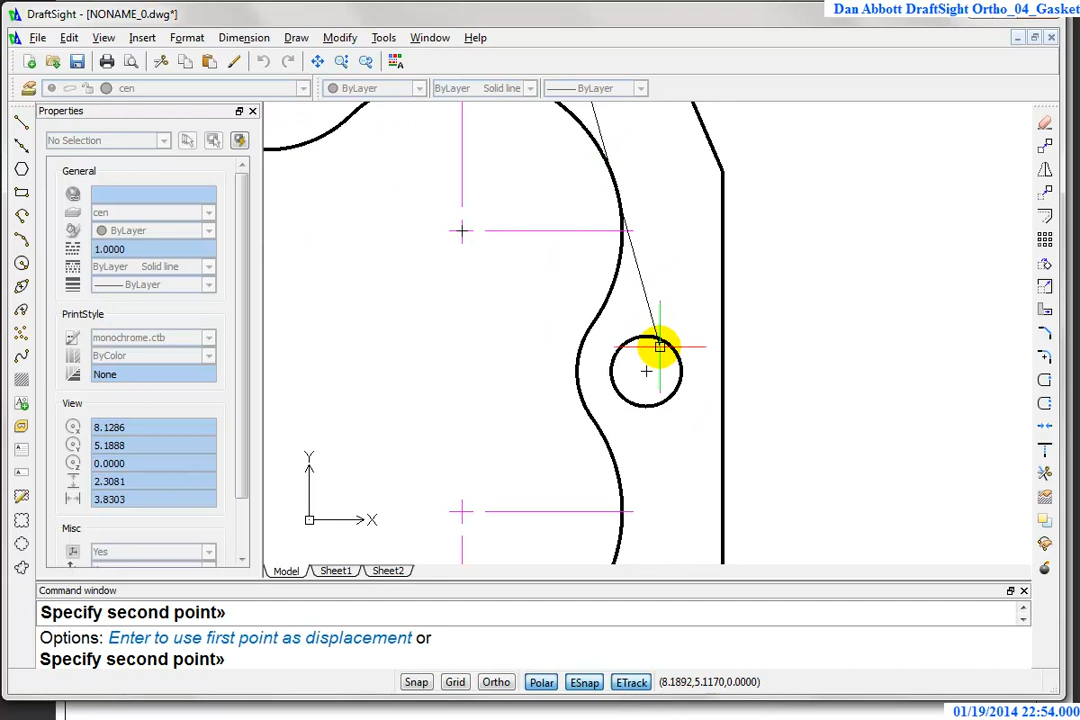 Dan Abbott DraftSight Ortho_04_Gasket
DraftSight - [NONAME_0.dwg*]
File Edit View Insert Format Dimension Draw Modify Tools Window Help
cen ByLayer ByLayer Solid line ByLayer
Properties
No Selection
General
cen
ByLayer
1.0000
ByLayer Solid line
ByLayer
PrintStyle
monochrome.ctb
ByColor
None
View
8.1286
5.1888
0.0000
2.3081
3.8303
Misc
Yes
Y
X
Model Sheet1 Sheet2
Command window
Specify second point»
Options: Enter to use first point as displacement or
Specify second point»
Snap Grid Ortho Polar ESnap ETrack (8.1892,5.1170,0.0000)
01/19/2014 22:54.000